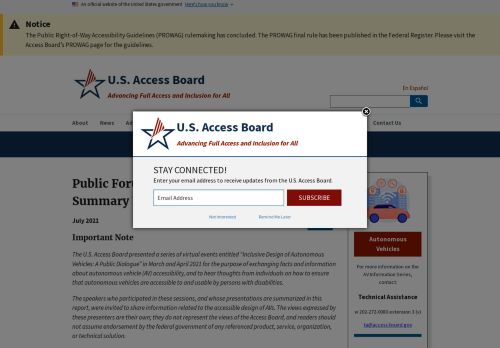 An official website of the United States government Here's how you know
Notice
The Public Right-of-Way Accessibility Guidelines (PROWAG) rulemaking has concluded. The PROWAG final rule has been published in the Federal Register. Please visit the
Access Board's PROWAG page for the guidelines.
U.S. Access Board
Advancing Full Access and Inclusion for All
En Español
About News
Contact Us
U.S. Access Board
Advancing Full Access and Inclusion for All
STAY CONNECTED!
Enter your email address to receive updates from the U.S. Access Board.
Email Address
SUBSCRIBE
Not Interested Remind Me Later
Public
Summary
July 2021
Important Note
The U.S. Access Board presented a series of virtual events entitled "Inclusive Design of Autonomous
Vehicles: A Public Dialogue" in March and April 2021 for the purpose of exchanging facts and information
about autonomous vehicle (AV) accessibility, and to hear thoughts from individuals on how to ensure
that autonomous vehicles are accessible to and usable by persons with disabilities.
The speakers who participated in these sessions, and whose presentations are summarized in this
report, were invited to share information related to the accessible design of AVs. The views expressed by
these presenters are their own; they do not represent the views of the Access Board, and readers should
not assume endorsement by the federal government of any referenced product, service, organization,
or technical solution.
Autonomous
Vehicles
For more information on the
AV Information Series,
contact:
Technical Assistance
ta@access-board.gov